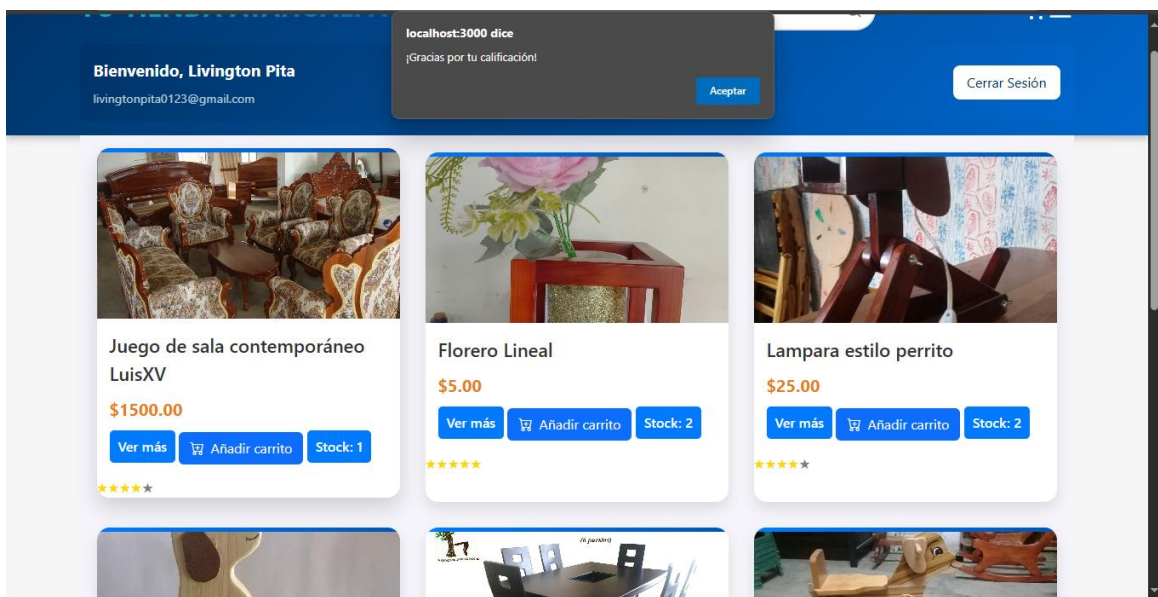 localhost:3000 dice
¡Gracias por tu calificación!
Aceptar
Bienvenido, Livington Pita
livingtonpita0123@gmail.com
Cerrar Sesión
Juego de sala contemporáneo
LuisXV
$1500.00
Ver más
Añadir carrito
Stock: 1
Florero Lineal
$5.00
Ver más
Añadir carrito
Stock: 2
Lampara estilo perrito
$25.00
Ver más
Añadir carrito
Stock: 2